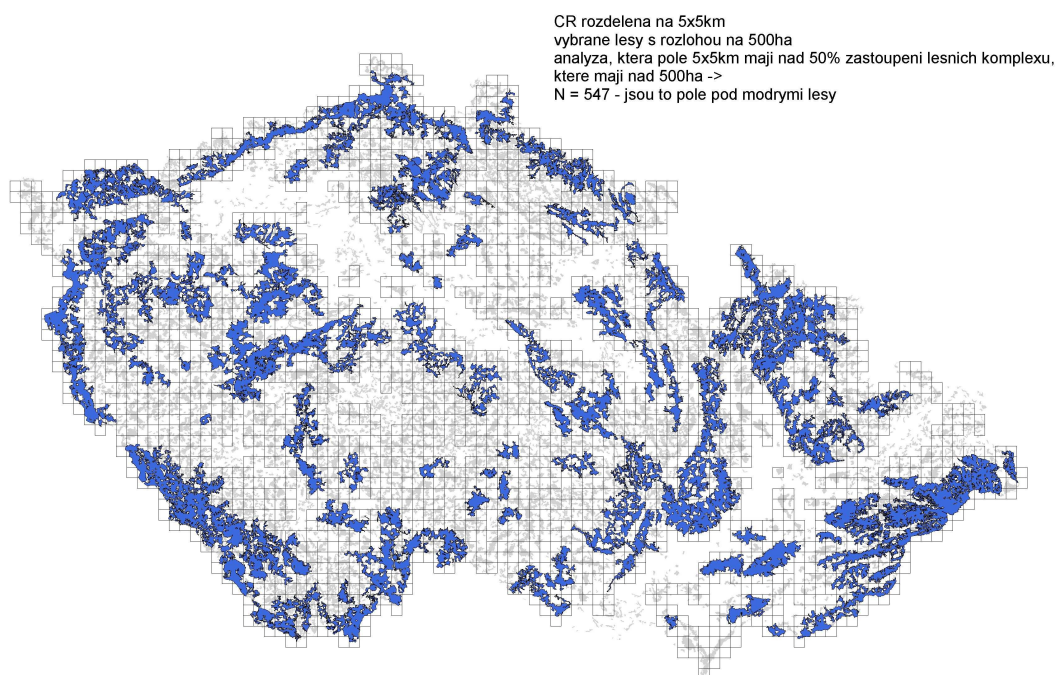 CR rozdelena na 5x5km
vybrane lesy s rozlohou na 500ha
analyza, ktera pole 5x5km maji nad 50% zastoupeni lesnich komplexu,
ktere maji nad 500ha ->
N = 547 - jsou to pole pod modrymi lesy